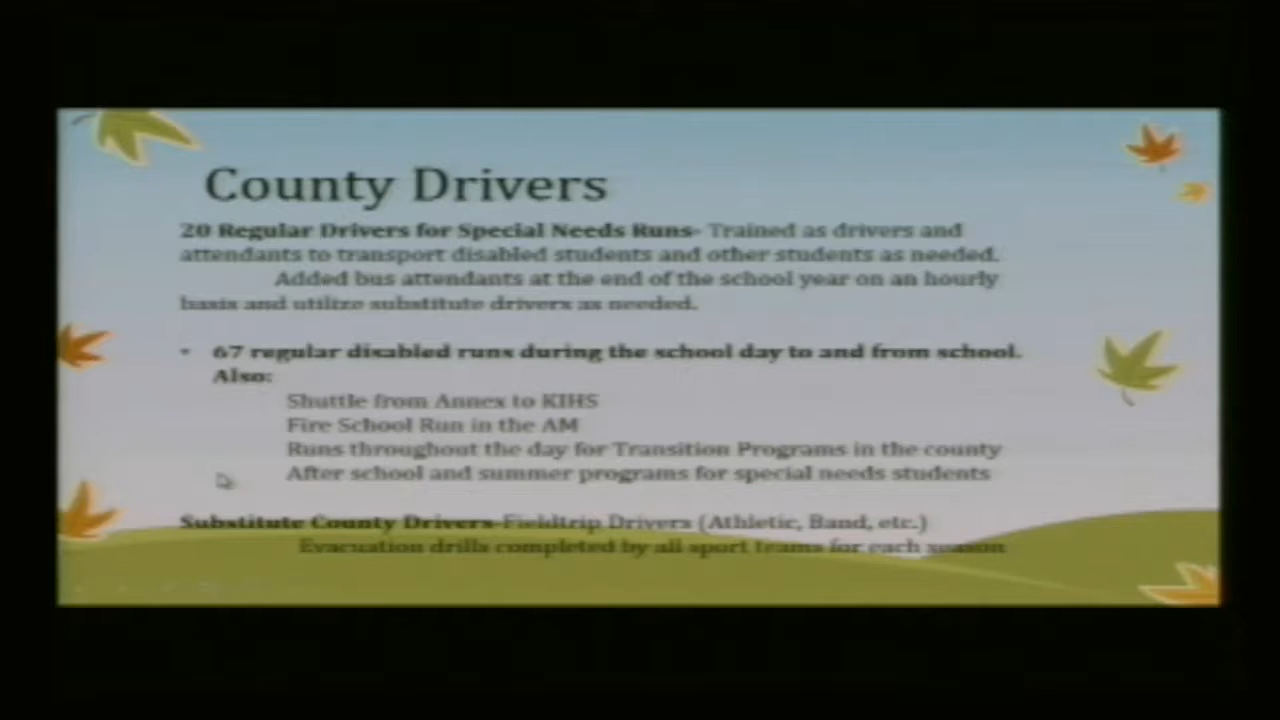 County Drivers
20 Regular Drivers for Special Needs Runs- Trained as drivers and
attendants to transport disabled students and other students as needed.
Added bus attendants at the end of the school year on an hourly
basis and utilize substitute drivers as needed.
• 67 regular disabled runs during the school day to and from school.
Also:
Shuttle from Annex to KIHS
Fire School Run in the AM
Runs throughout the day for Transition Programs in the county
After school and summer programs for special needs students
Substitute County Drivers-Fieldtrip Drivers (Athletic, Band, etc.)
Evacuation drills completed by all sport teams for each season